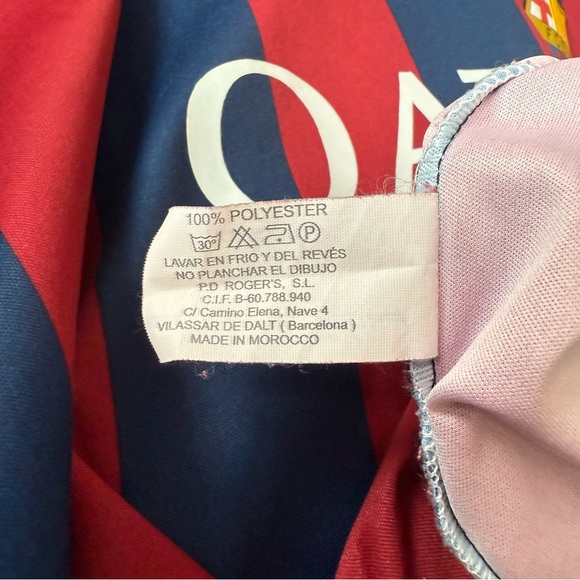 QA
100% POLYESTER
30° P
LAVAR EN FRIO Y DEL REVÉS
NO PLANCHAR EL DIBUJO
P.D ROGER'S, S.L.
C.I.F. B-60.788.940
C/ Camino Elena, Nave 4
VILASSAR DE DALT ( Barcelona )
MADE IN MOROCCO